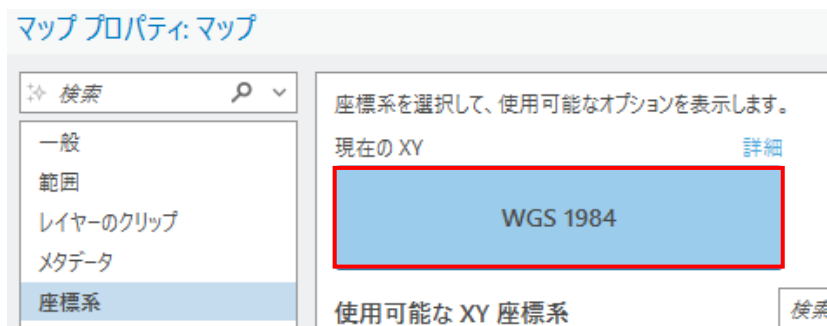 マップ プロパティ: マップ
検索
一般
範囲
レイヤーのクリップ
メタデータ
座標系
座標系を選択して、使用可能なオプションを表示します。
現在の XY 詳細
WGS 1984
使用可能な XY 座標系
検索